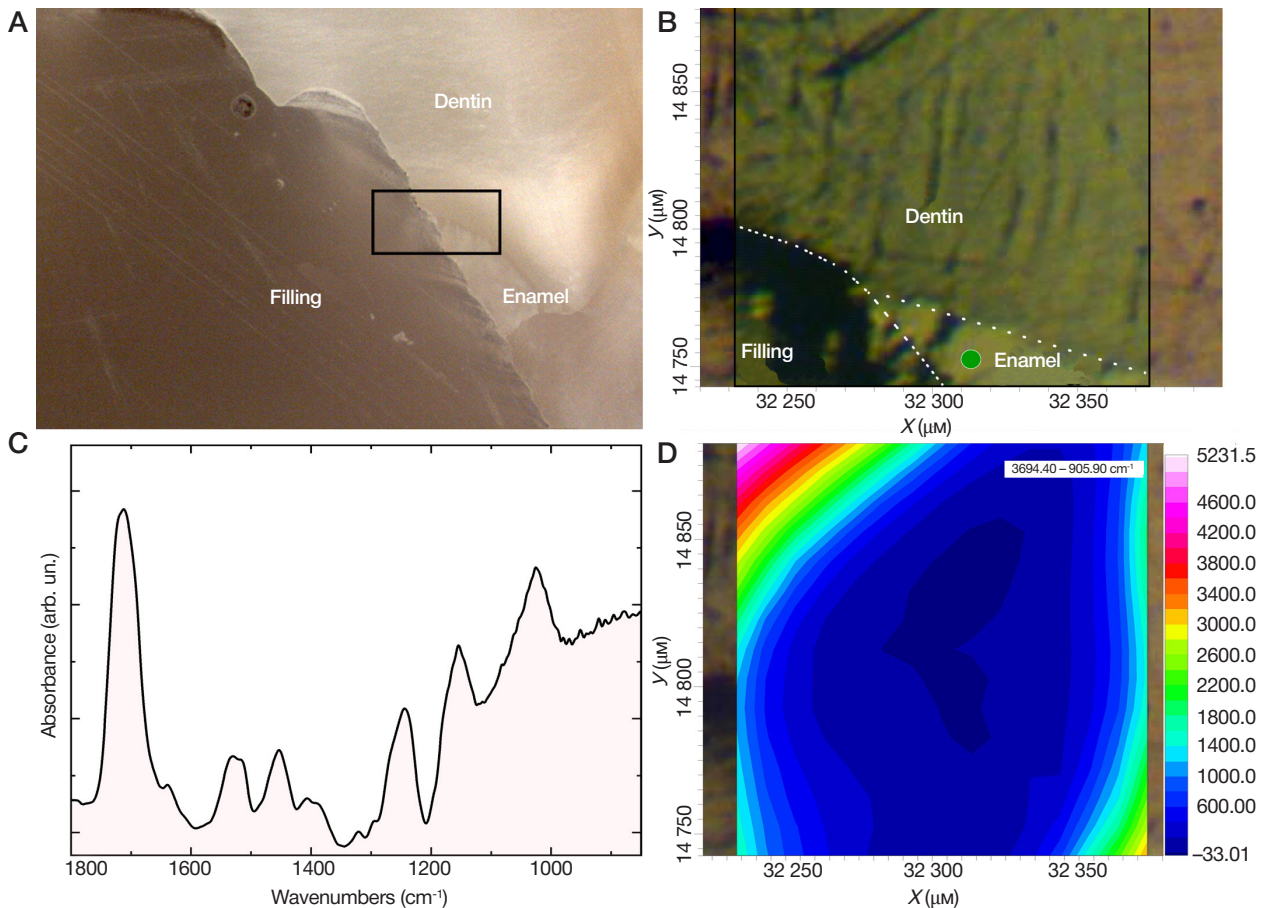 A
Dentin
Filling
Enamel
B
14 850
14 800
14 750
Y (μм)
Dentin
Filling
Enamel
32 250
32 300
32 350
X (μм)
C
Absorbance (arb. un.)
1800
1600
1400
1200
1000
Wavenumbers (cm⁻¹)
D
3694.40 – 905.90 cm⁻¹
14 850
14 800
14 750
Y (μм)
32 250
32 300
32 350
X (μм)
5231.5
4600.0
4200.0
3800.0
3400.0
3000.0
2600.0
2200.0
1800.0
1400.0
1000.0
600.00
–33.01